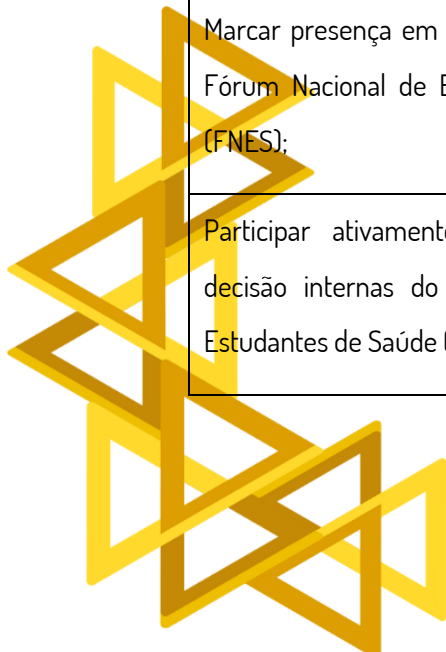 Marcar presença em
Fórum Nacional de E
(FNES);
Participar ativament
decisão internas do
Estudantes de Saúde (